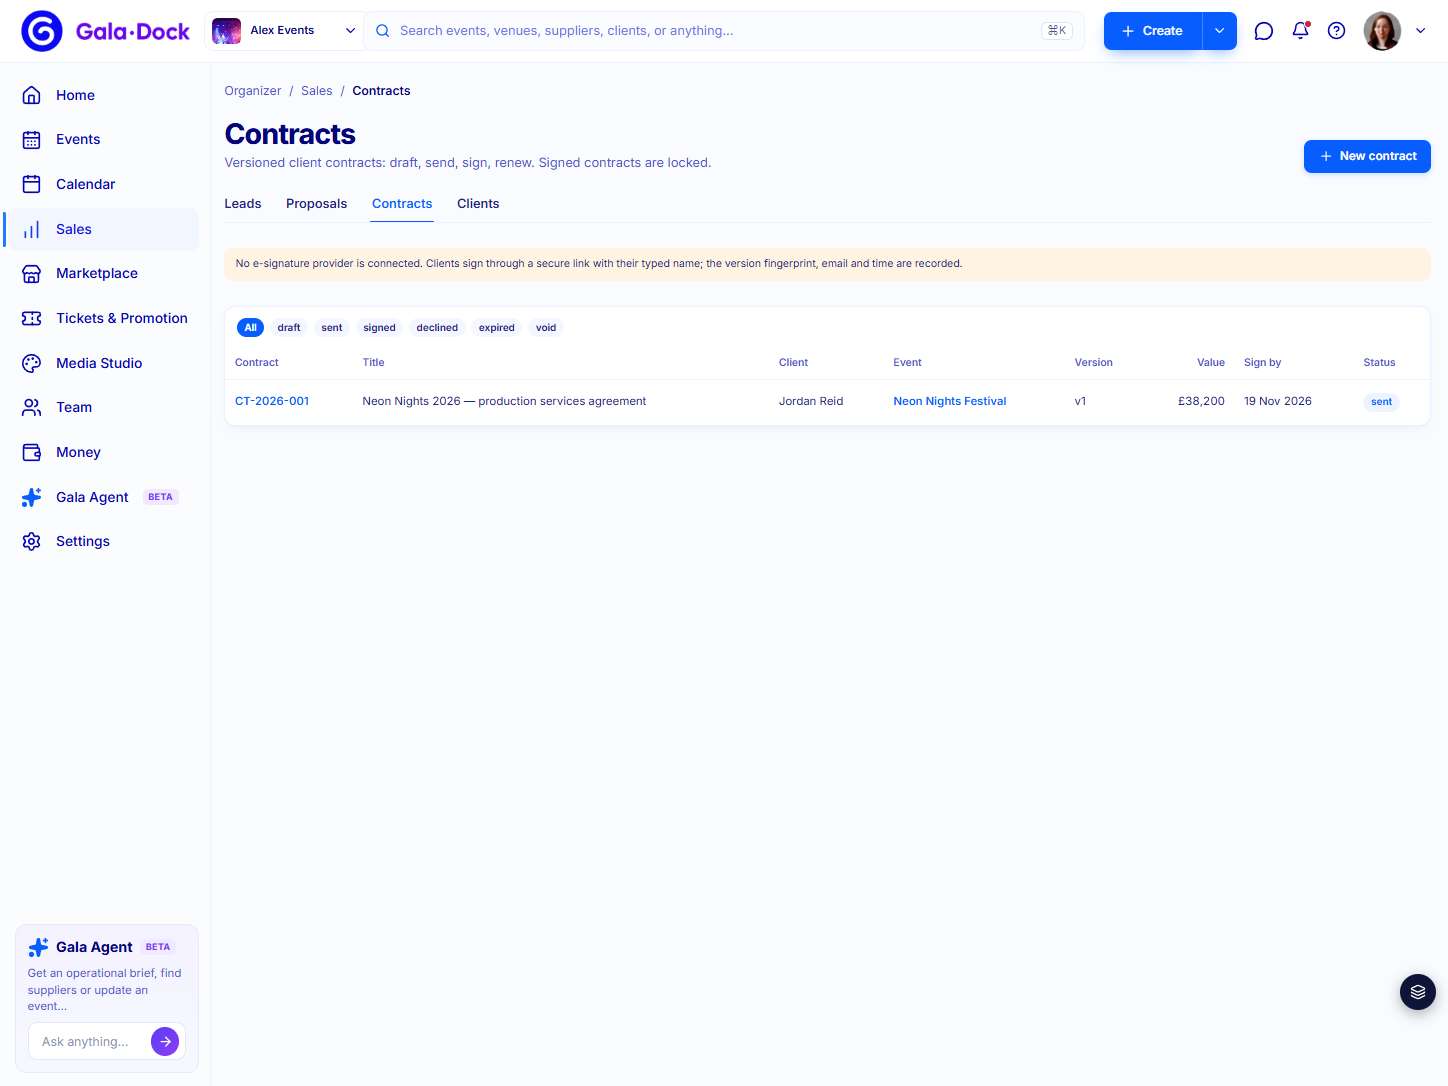 Gala·Dock
Alex Events
Search events, venues, suppliers, clients, or anything...
⌘K
+ Create
Home
Events
Calendar
Sales
Marketplace
Tickets & Promotion
Media Studio
Team
Money
Gala Agent BETA
Settings
Organizer / Sales / Contracts
Contracts
Versioned client contracts: draft, send, sign, renew. Signed contracts are locked.
+ New contract
Leads Proposals Contracts Clients
No e-signature provider is connected. Clients sign through a secure link with their typed name; the version fingerprint, email and time are recorded.
All draft sent signed declined expired void
Contract Title Client Event Version Value Sign by Status
CT-2026-001 Neon Nights 2026 — production services agreement Jordan Reid Neon Nights Festival v1 £38,200 19 Nov 2026 sent
Gala Agent BETA
Get an operational brief, find
suppliers or update an
event...
Ask anything...